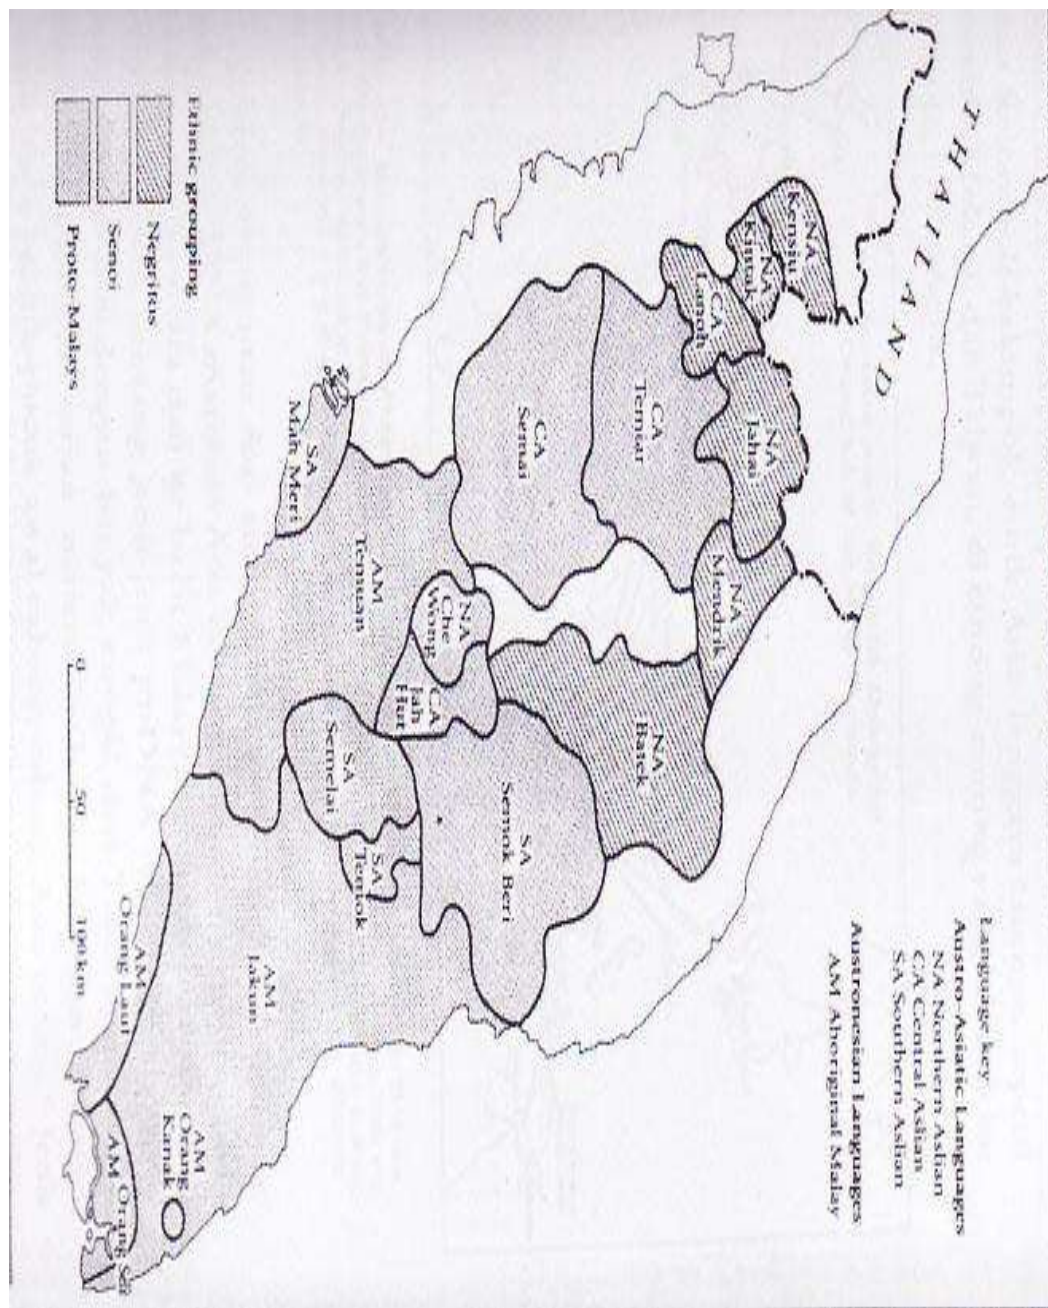 THAILAND
NA
Kensiu
NA
Kintak
CA
Lanoh
NA
Jahai
CA
Temiar
CA
Semai
NA
Mendrik
NA
Batek
NA
Che
Wong
CA
Jah
Hut
SA
Semok Beri
SA
Mah Meri
AM
Temuan
SA
Semelai
SA
Temok
AM
Jakun
AM
Orang Laut
AM
Orang
Kanak
AM Orang
Language key
Austro-Asiatic Languages
NA Northern Aslian
CA Central Aslian
SA Southern Aslian
Austronesian Languages
AM Aboriginal Malay
Ethnic grouping
Negritos
Senoi
Proto-Malays
0 50 100 km